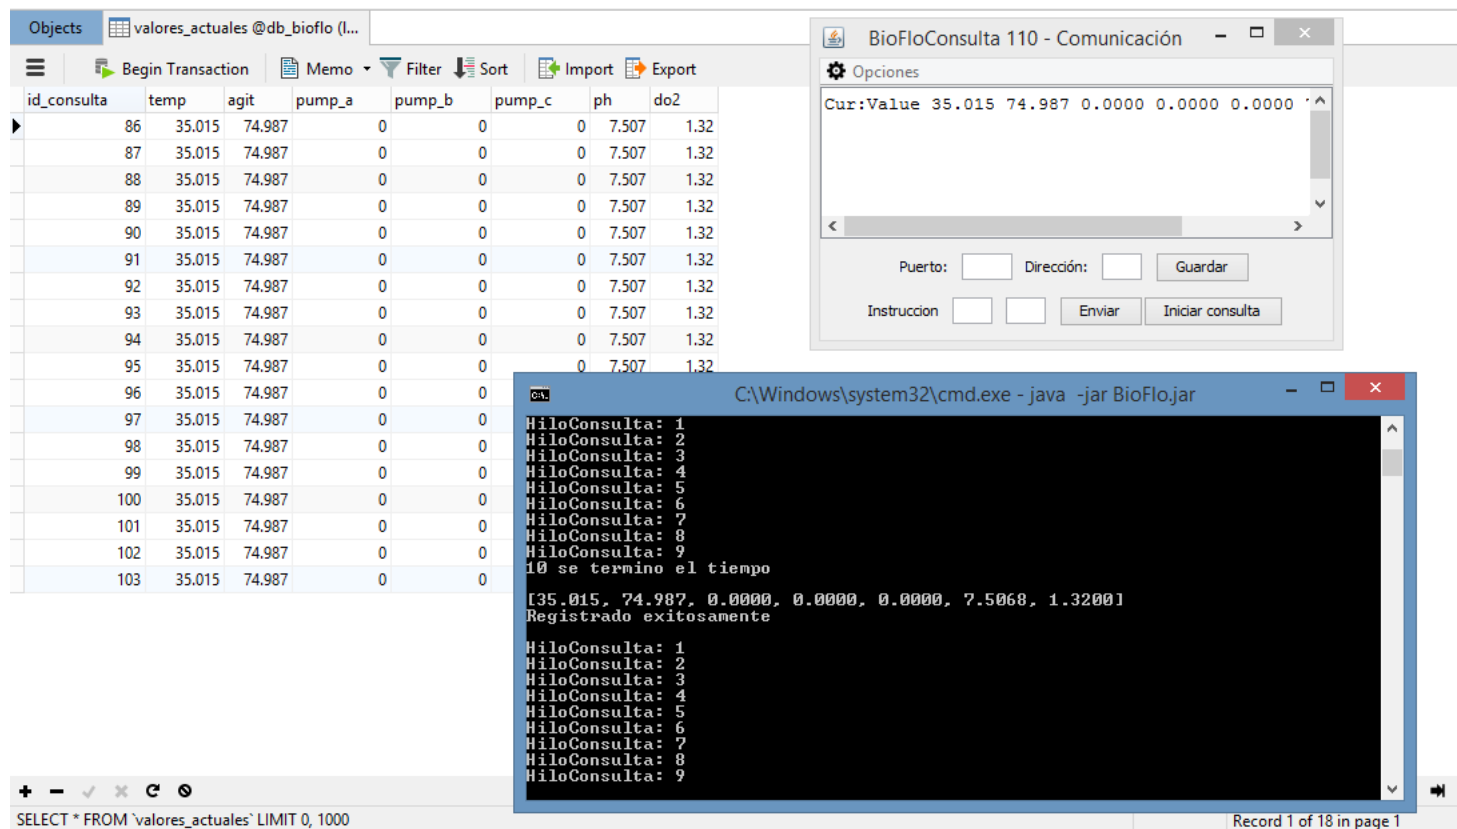 Objects
valores_actuales @db_bioflo (l...
Begin Transaction
Memo
Filter
Sort
Import
Export
id_consulta temp agit pump_a pump_b pump_c ph do2
86 35.015 74.987 0 0 0 7.507 1.32
87 35.015 74.987 0 0 0 7.507 1.32
88 35.015 74.987 0 0 0 7.507 1.32
89 35.015 74.987 0 0 0 7.507 1.32
90 35.015 74.987 0 0 0 7.507 1.32
91 35.015 74.987 0 0 0 7.507 1.32
92 35.015 74.987 0 0 0 7.507 1.32
93 35.015 74.987 0 0 0 7.507 1.32
94 35.015 74.987 0 0 0 7.507 1.32
95 35.015 74.987 0 0 0 7.507 1.32
96 35.015 74.987 0 0
97 35.015 74.987 0 0
98 35.015 74.987 0 0
99 35.015 74.987 0 0
100 35.015 74.987 0 0
101 35.015 74.987 0 0
102 35.015 74.987 0 0
103 35.015 74.987 0 0
SELECT * FROM `valores_actuales` LIMIT 0, 1000
Record 1 of 18 in page 1
BioFloConsulta 110 - Comunicación
Opciones
Cur:Value 35.015 74.987 0.0000 0.0000 0.0000
Puerto:
Dirección:
Guardar
Instruccion
Enviar
Iniciar consulta
C:\Windows\system32\cmd.exe - java -jar BioFlo.jar
HiloConsulta: 1
HiloConsulta: 2
HiloConsulta: 3
HiloConsulta: 4
HiloConsulta: 5
HiloConsulta: 6
HiloConsulta: 7
HiloConsulta: 8
HiloConsulta: 9
10 se termino el tiempo
[35.015, 74.987, 0.0000, 0.0000, 0.0000, 7.5068, 1.3200]
Registrado exitosamente
HiloConsulta: 1
HiloConsulta: 2
HiloConsulta: 3
HiloConsulta: 4
HiloConsulta: 5
HiloConsulta: 6
HiloConsulta: 7
HiloConsulta: 8
HiloConsulta: 9